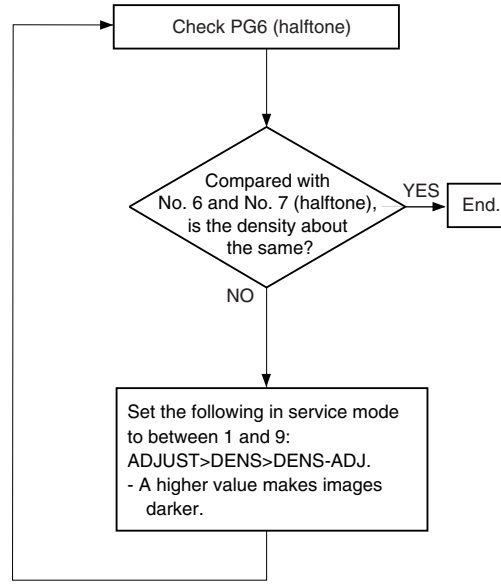 Check PG6 (halftone)
Compared with
No. 6 and No. 7 (halftone),
is the density about
the same?
YES
End.
NO
Set the following in service mode
to between 1 and 9:
ADJUST>DENS>DENS-ADJ.
- A higher value makes images
darker.